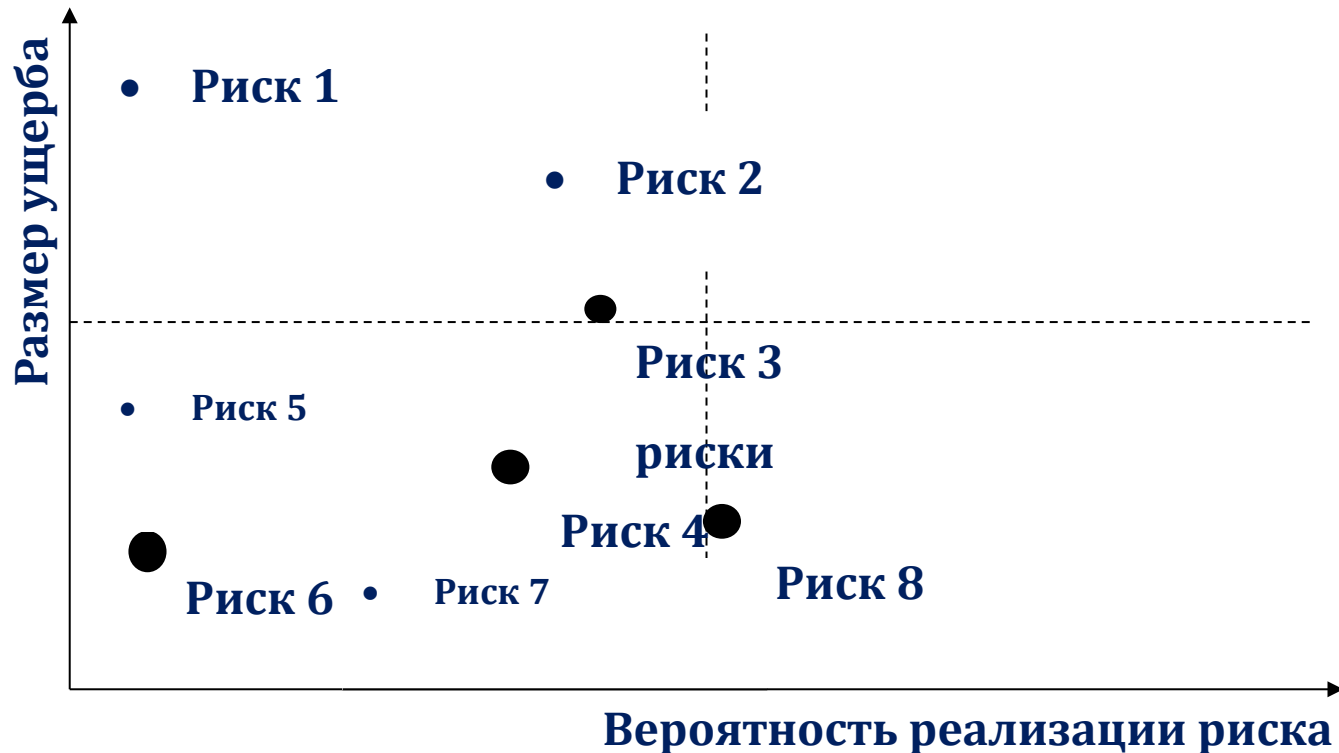 Размер ущерба
Риск 1
Риск 2
Риск 3
Риск 5
риски
Риск 4
Риск 8
Риск 6
Риск 7
Вероятность реализации риска